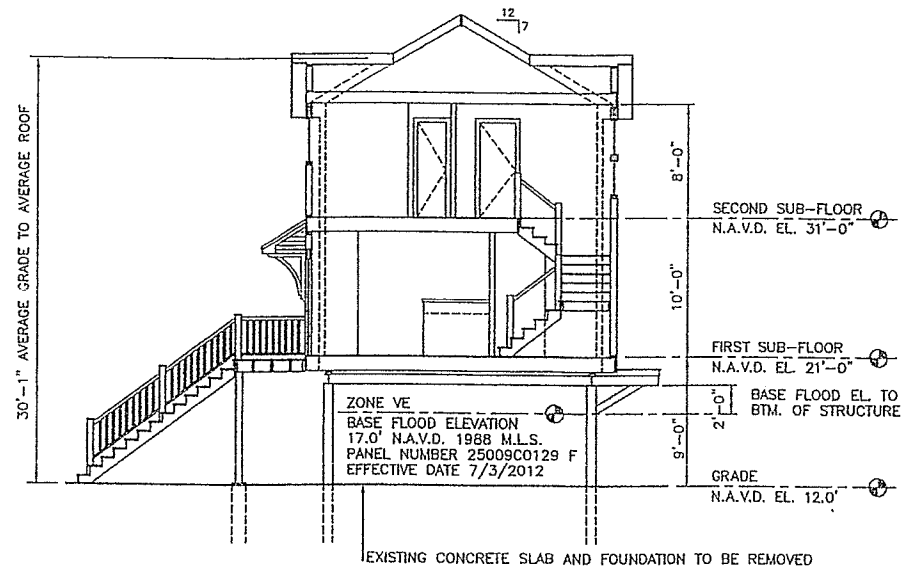 12
7
30'-1" AVERAGE GRADE TO AVERAGE ROOF
8'-0"
SECOND SUB-FLOOR
N.A.V.D. EL. 31'-0"
10'-0"
FIRST SUB-FLOOR
N.A.V.D. EL. 21'-0"
BASE FLOOD EL. TO
BTM. OF STRUCTURE
2'-0"
9'-0"
ZONE VE
BASE FLOOD ELEVATION
17.0' N.A.V.D. 1988 M.L.S.
PANEL NUMBER 25009C0129 F
EFFECTIVE DATE 7/3/2012
GRADE
N.A.V.D. EL. 12.0'
EXISTING CONCRETE SLAB AND FOUNDATION TO BE REMOVED